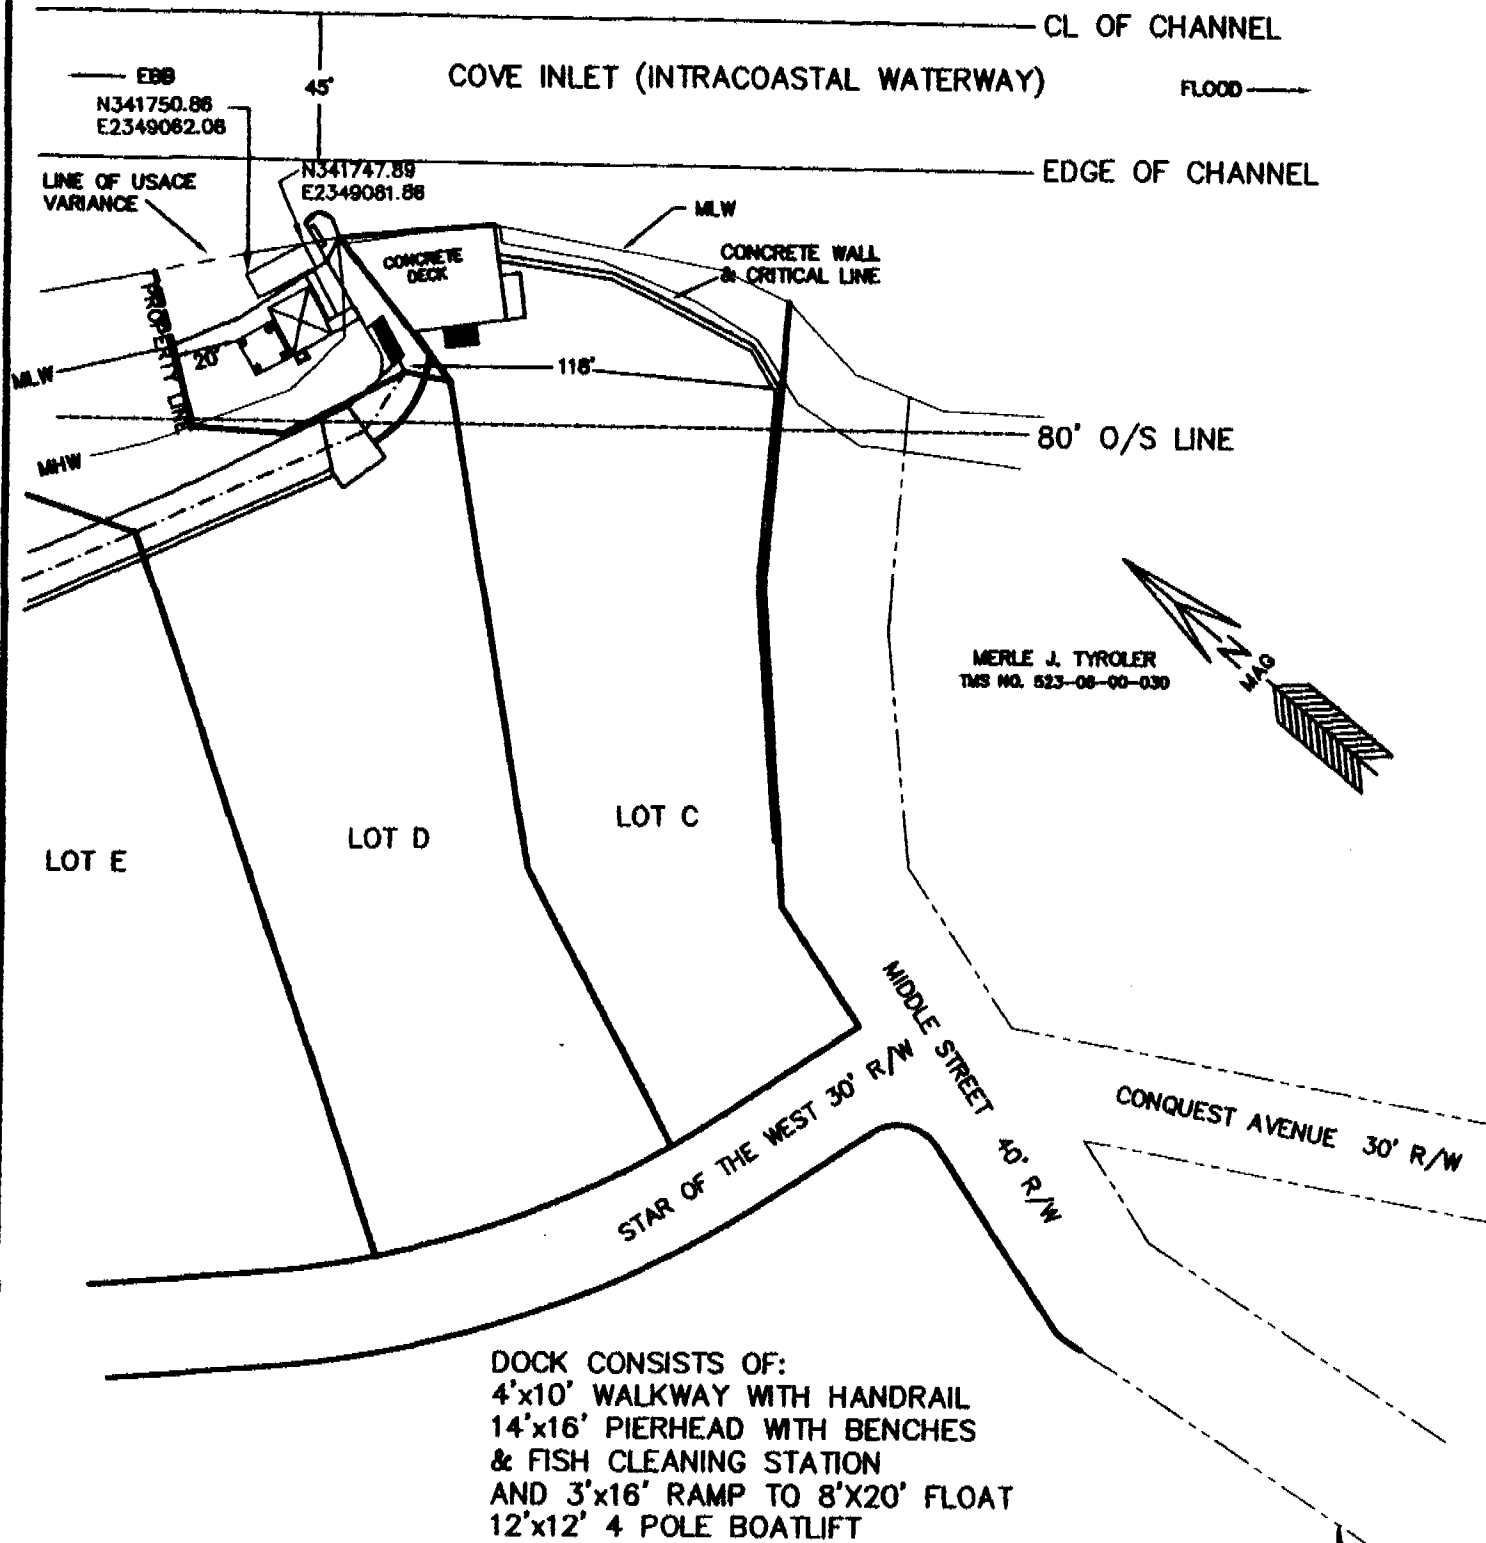 CL OF CHANNEL
EBB
45'
COVE INLET (INTRACOASTAL WATERWAY)
FLOOD
N341750.86
E2349062.06
EDGE OF CHANNEL
LINE OF USACE
VARIANCE
N341747.89
E2349081.86
MLW
CONCRETE
DECK
CONCRETE WALL
& CRITICAL LINE
PROPERTY LINE
20'
MLW
118'
80' O/S LINE
MHW
MERLE J. TYROLER
TMS NO. 523-06-00-030
N
MAG
LOT E
LOT D
LOT C
MIDDLE STREET 40' R/W
STAR OF THE WEST 30' R/W
CONQUEST AVENUE 30' R/W
DOCK CONSISTS OF:
4'x10' WALKWAY WITH HANDRAIL
14'x16' PIERHEAD WITH BENCHES
& FISH CLEANING STATION
AND 3'x16' RAMP TO 8'X20' FLOAT
12'x12' 4 POLE BOATLIFT